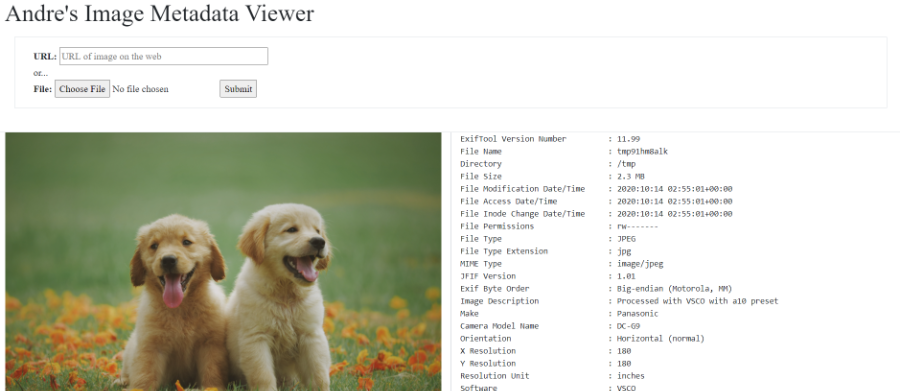 Andre's Image Metadata Viewer
URL: URL of image on the web
or...
File: Choose File No file chosen Submit
ExifTool Version Number : 11.99
File Name : tmp91hm8alk
Directory : /tmp
File Size : 2.3 MB
File Modification Date/Time : 2020:10:14 02:55:01+00:00
File Access Date/Time : 2020:10:14 02:55:01+00:00
File Inode Change Date/Time : 2020:10:14 02:55:01+00:00
File Permissions : rw-------
File Type : JPEG
File Type Extension : jpg
MIME Type : image/jpeg
JFIF Version : 1.01
Exif Byte Order : Big-endian (Motorola, MM)
Image Description : Processed with VSCO with a10 preset
Make : Panasonic
Camera Model Name : DC-G9
Orientation : Horizontal (normal)
X Resolution : 180
Y Resolution : 180
Resolution Unit : inches
Software : VSCO